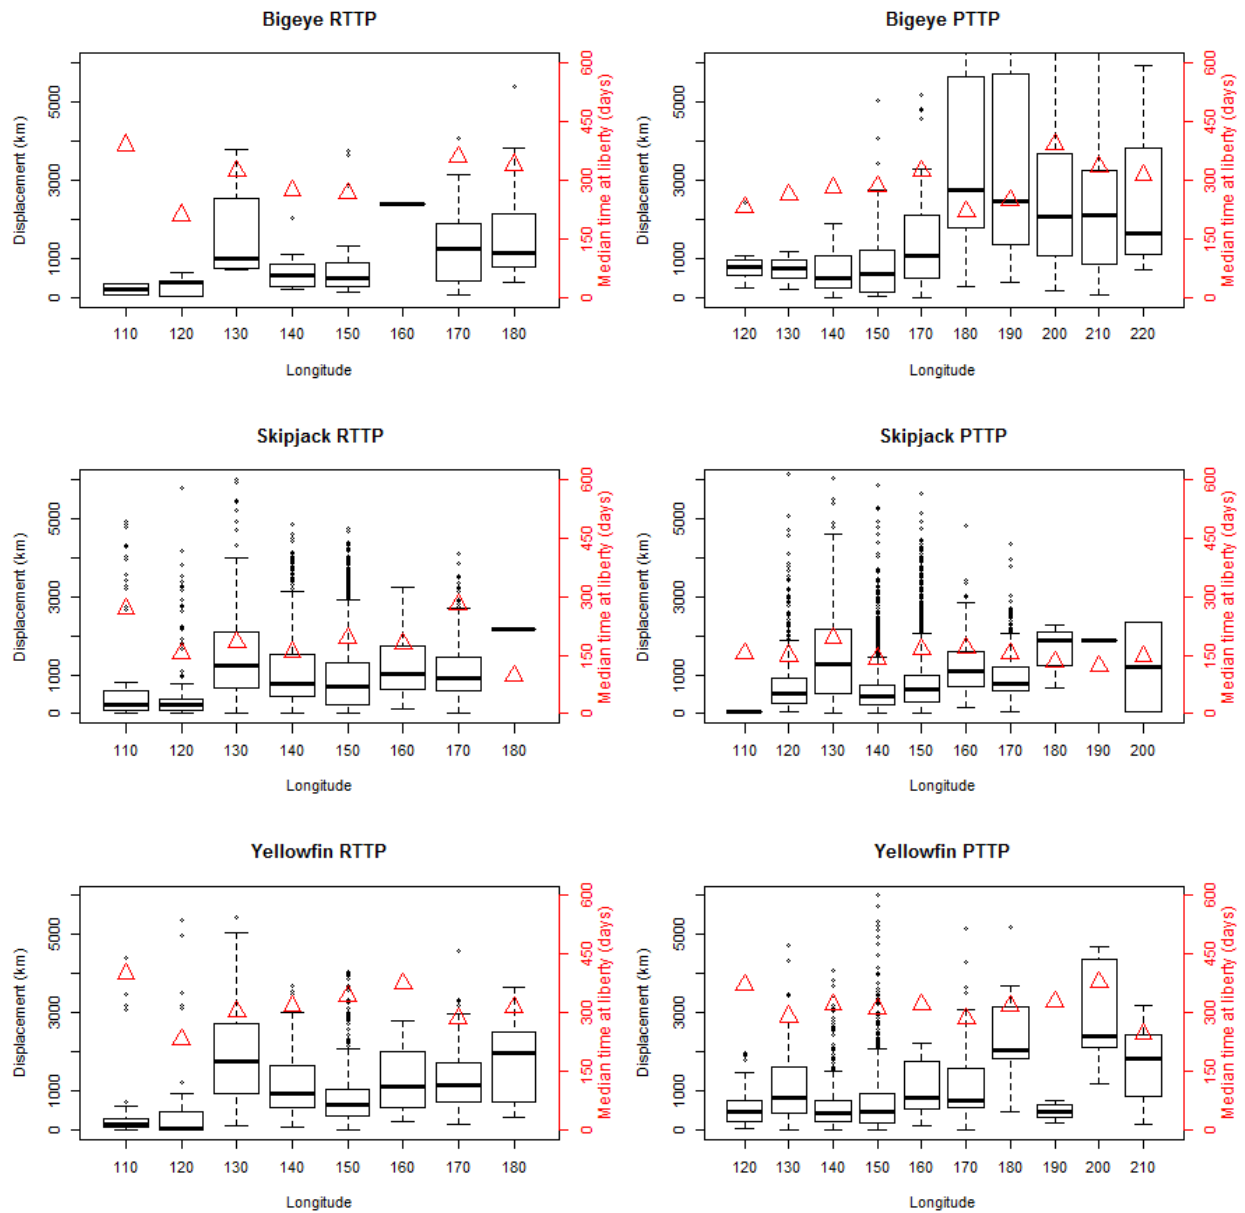 Bigeye RTTP
Displacement (km)
0 1000 3000 5000
0 150 300 450 600
Median time at liberty (days)
110 120 130 140 150 160 170 180
Longitude
Bigeye PTTP
Displacement (km)
0 1000 3000 5000
0 150 300 450 600
Median time at liberty (days)
120 130 140 150 170 180 190 200 210 220
Longitude
Skipjack RTTP
Displacement (km)
0 1000 3000 5000
0 150 300 450 600
Median time at liberty (days)
110 120 130 140 150 160 170 180
Longitude
Skipjack PTTP
Displacement (km)
0 1000 3000 5000
0 150 300 450 600
Median time at liberty (days)
110 120 130 140 150 160 170 180 190 200
Longitude
Yellowfin RTTP
Displacement (km)
0 1000 3000 5000
0 150 300 450 600
Median time at liberty (days)
110 120 130 140 150 160 170 180
Longitude
Yellowfin PTTP
Displacement (km)
0 1000 3000 5000
0 150 300 450 600
Median time at liberty (days)
120 130 140 150 160 170 180 190 200 210
Longitude